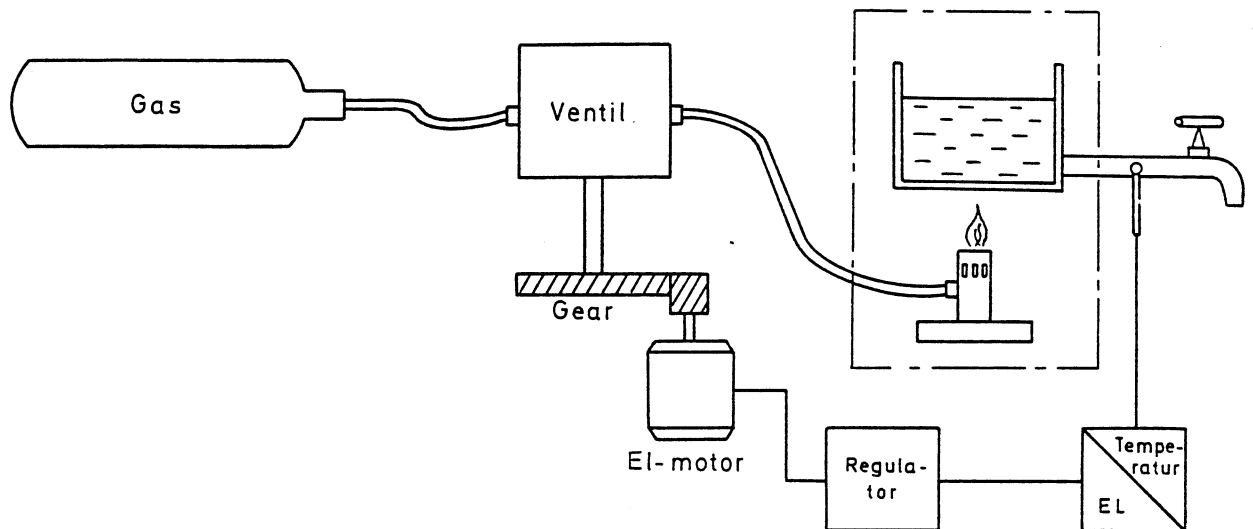 Gas
Ventil
Gear
El-motor
Regula-
tor
Tempe-
ratur
EL